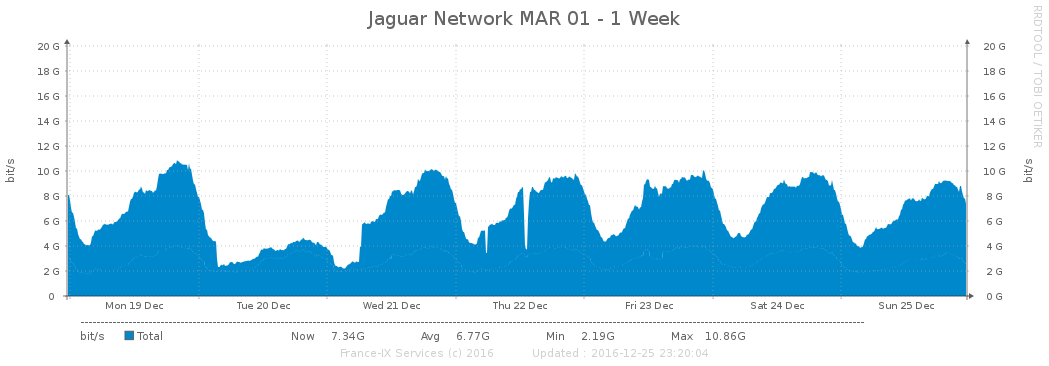 Jaguar Network MAR 01 - 1 Week
RRDTOOL / TOBI OETIKER
bit/s
bit/s
20 G 20 G
18 G 18 G
16 G 16 G
14 G 14 G
12 G 12 G
10 G 10 G
8 G 8 G
6 G 6 G
4 G 4 G
2 G 2 G
0 0 G
Mon 19 Dec Tue 20 Dec Wed 21 Dec Thu 22 Dec Fri 23 Dec Sat 24 Dec Sun 25 Dec
bit/s Total Now 7.34G Avg 6.77G Min 2.19G Max 10.86G
France-IX Services (c) 2016 Updated : 2016-12-25 23:20:04